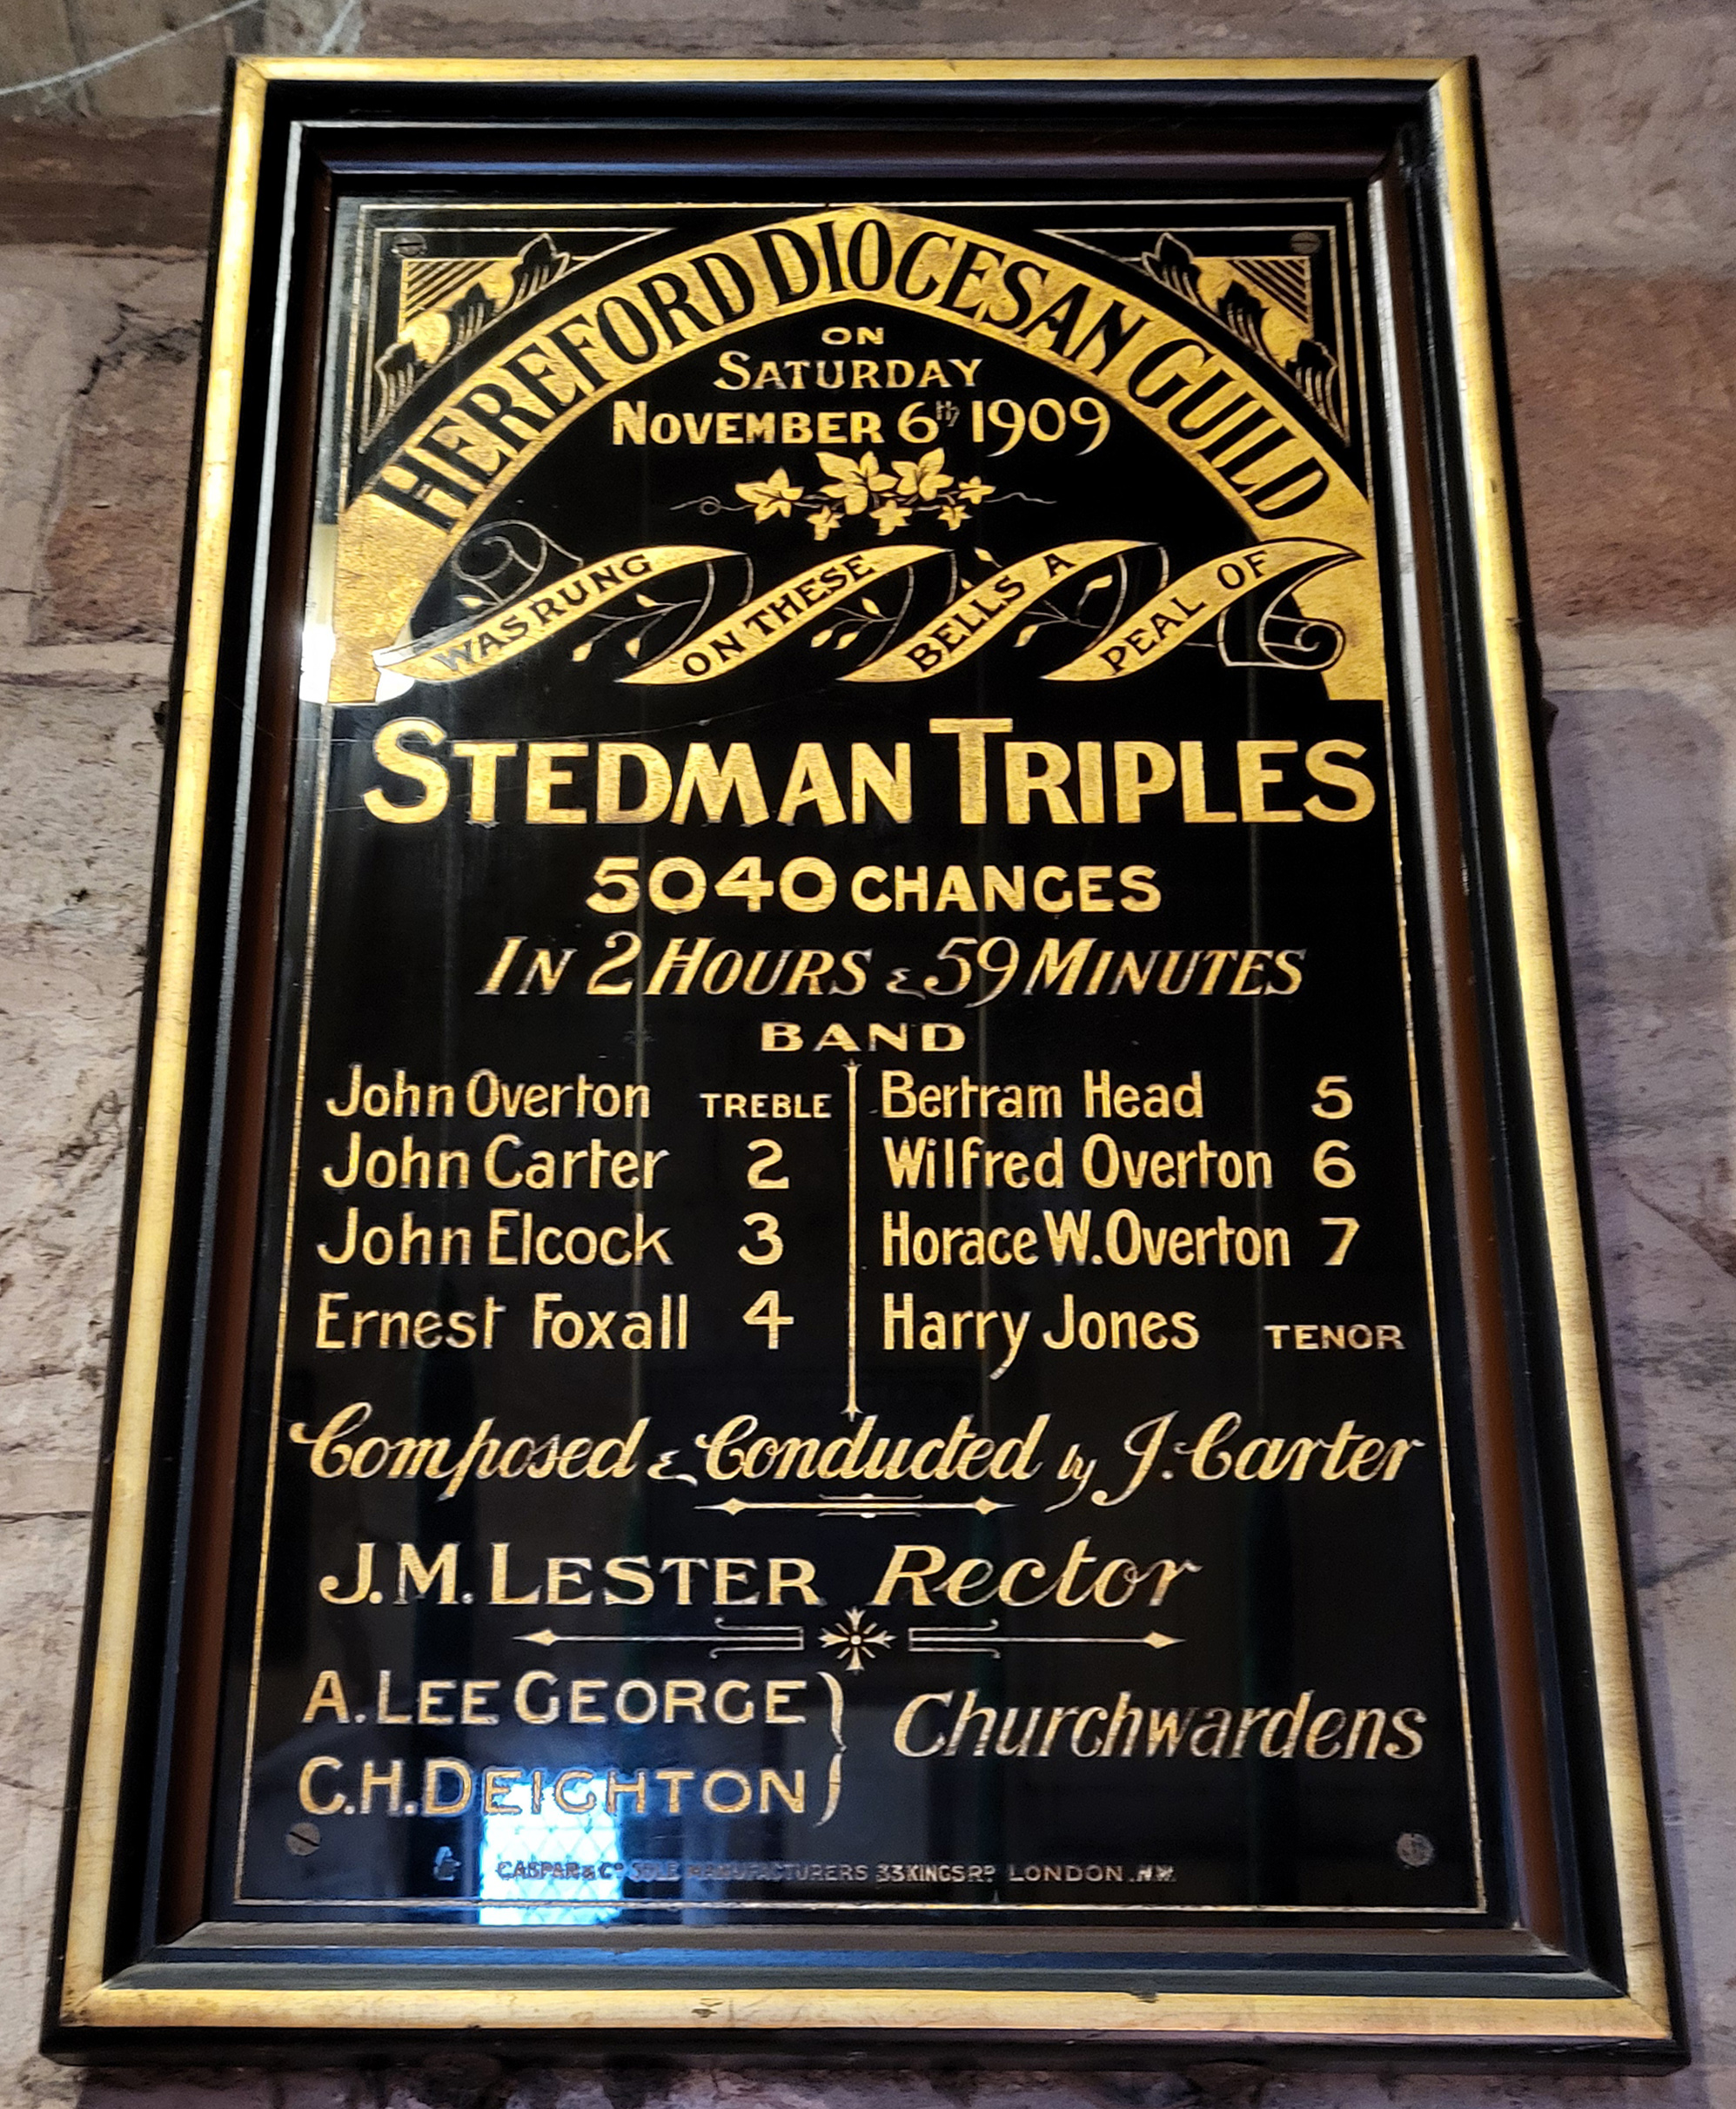 HEREFORD DIOCESAN GUILD
ON
SATURDAY
NOVEMBER 6th 1909
WAS RUNG ON THESE BELLS A PEAL OF
STEDMAN TRIPLES
5040 CHANGES
IN 2 HOURS & 59 MINUTES
BAND
John Overton TREBLE
John Carter 2
John Elcock 3
Ernest Foxall 4
Bertram Head 5
Wilfred Overton 6
Horace W. Overton 7
Harry Jones TENOR
Composed & Conducted by J. Carter
J. M. LESTER Rector
A. LEE GEORGE
C. H. DEIGHTON
Churchwardens
CASPAR & Co SOLE MANUFACTURERS 33 KINGS RD LONDON. N.W.